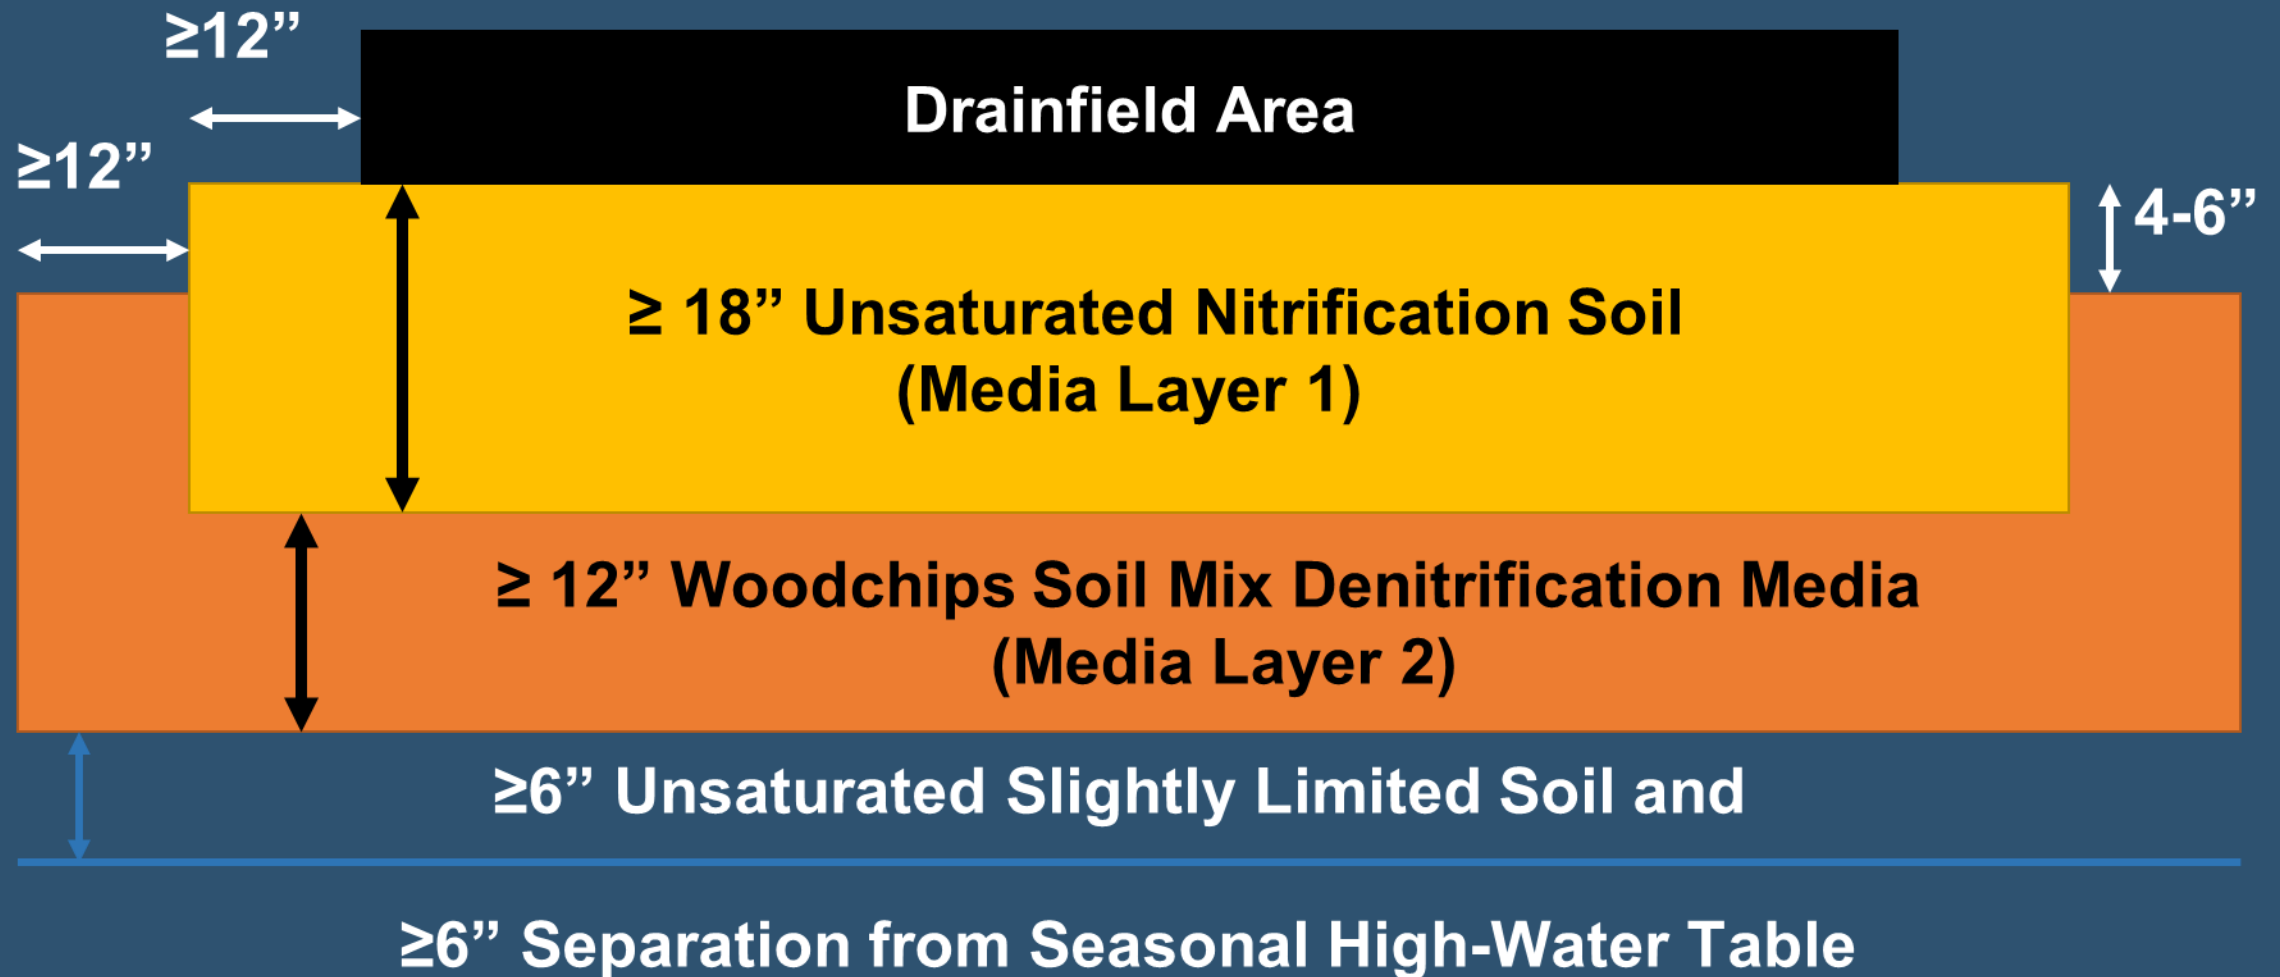 ≥12”
Drainfield Area
≥12”
4-6”
≥ 18” Unsaturated Nitrification Soil
(Media Layer 1)
≥ 12” Woodchips Soil Mix Denitrification Media
(Media Layer 2)
≥6” Unsaturated Slightly Limited Soil and
≥6” Separation from Seasonal High-Water Table